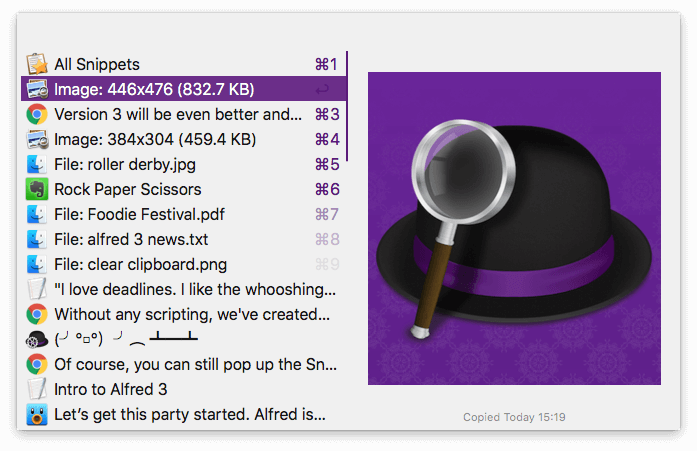 All Snippets ⌘1
Image: 446x476 (832.7 KB) ↩
Version 3 will be even better and... ⌘3
Image: 384x304 (459.4 KB) ⌘4
File: roller derby.jpg ⌘5
Rock Paper Scissors ⌘6
File: Foodie Festival.pdf ⌘7
File: alfred 3 news.txt ⌘8
File: clear clipboard.png ⌘9
"I love deadlines. I like the whooshing...
Without any scripting, we've created...
(╯°□°）╯︵ ┻━┻
Of course, you can still pop up the Sn...
Intro to Alfred 3
Let’s get this party started. Alfred is...
Copied Today 15:19